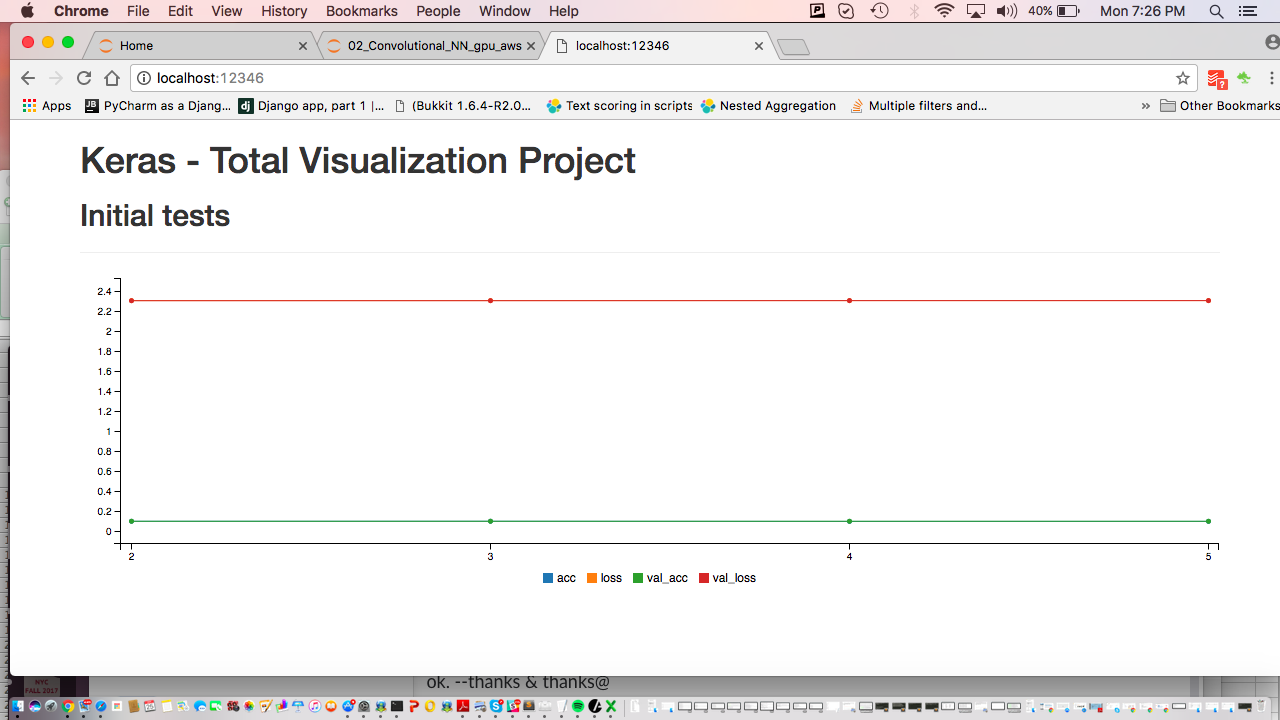 Chrome File Edit View History Bookmarks People Window Help 40% Mon 7:26 PM
Home 02_Convolutional_NN_gpu_aws localhost:12346
localhost:12346
Apps PyCharm as a Djang... Django app, part 1 |... (Bukkit 1.6.4-R2.0... Text scoring in scripts Nested Aggregation Multiple filters and... » Other Bookmarks
Keras - Total Visualization Project
Initial tests
2.4
2.2
2
1.8
1.6
1.4
1.2
1
0.8
0.6
0.4
0.2
0
2 3 4 5
acc loss val_acc val_loss
NYC
FALL 2017
ok. --thanks & thanks@